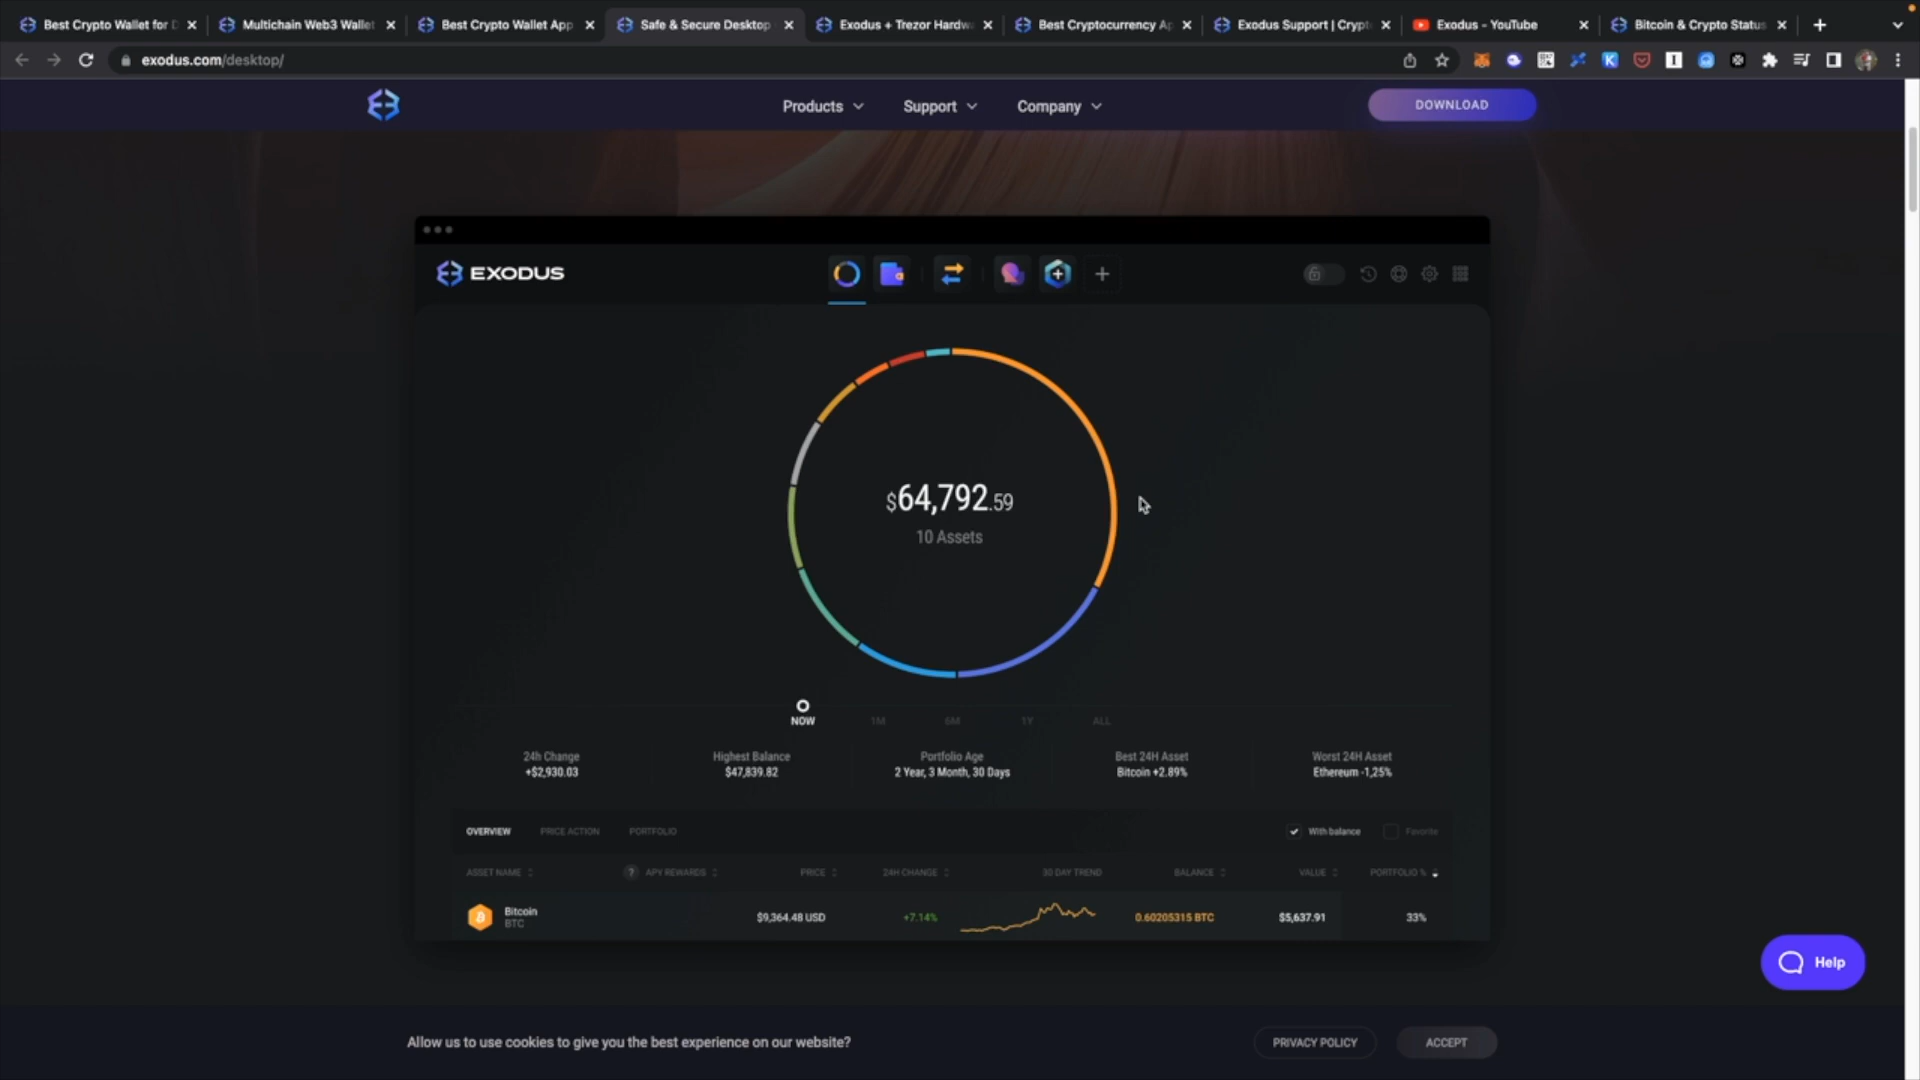 Best Crypto Wallet for D
Multichain Web3 Wallet
Best Crypto Wallet App
Safe & Secure Desktop
Exodus + Trezor Hardwa
Best Cryptocurrency Ap
Exodus Support | Crypt
Exodus - YouTube
Bitcoin & Crypto Status
exodus.com/desktop/
Products
Support
Company
DOWNLOAD
EXODUS
$64,792.59
10 Assets
NOW
1M
6M
1Y
ALL
24h Change
+$2,930.03
Highest Balance
$47,839.82
Portfolio Age
2 Year, 3 Month, 30 Days
Best 24H Asset
Bitcoin +2.89%
Worst 24H Asset
Ethereum -1,25%
OVERVIEW
PRICE ACTION
PORTFOLIO
With balance
Favorite
ASSET NAME
? APY REWARDS
PRICE
24H CHANGE
30 DAY TREND
BALANCE
VALUE
PORTFOLIO %
Bitcoin
BTC
$9,364.48 USD
+7.14%
0.60205315 BTC
$5,637.91
33%
Help
Allow us to use cookies to give you the best experience on our website?
PRIVACY POLICY
ACCEPT